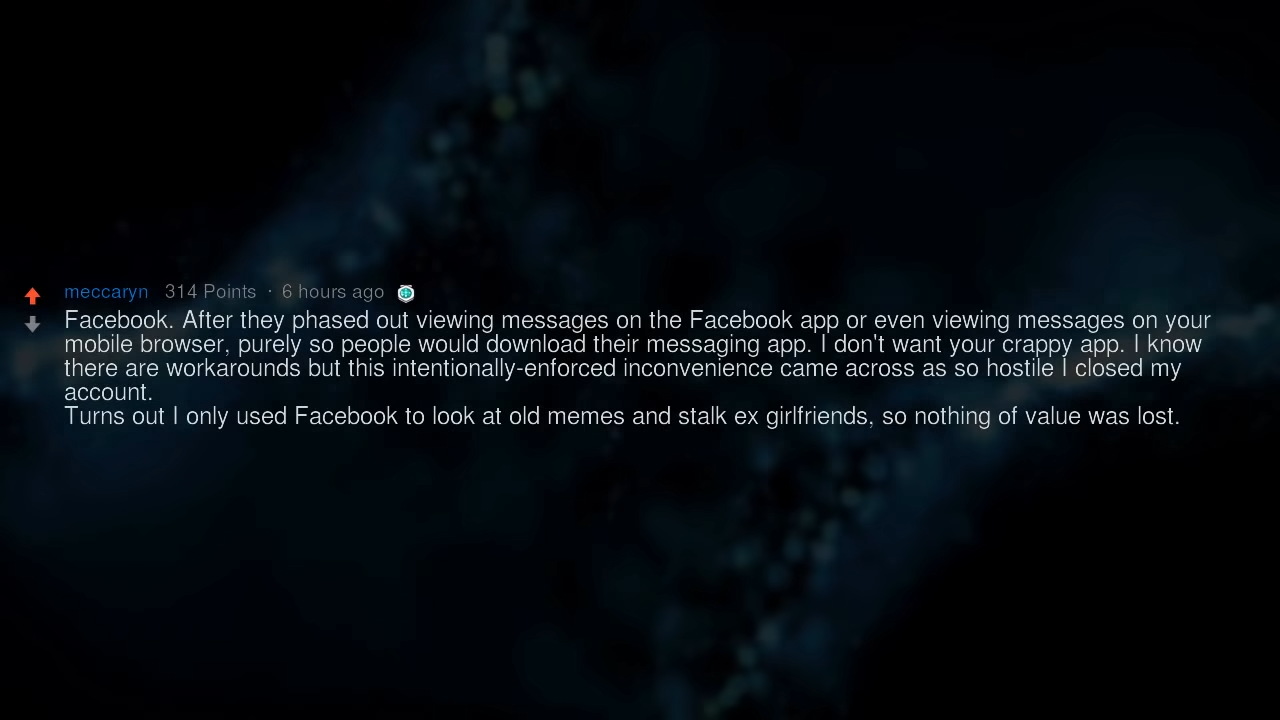 meccaryn 314 Points · 6 hours ago
Facebook. After they phased out viewing messages on the Facebook app or even viewing messages on your
mobile browser, purely so people would download their messaging app. I don't want your crappy app. I know
there are workarounds but this intentionally-enforced inconvenience came across as so hostile I closed my
account.
Turns out I only used Facebook to look at old memes and stalk ex girlfriends, so nothing of value was lost.